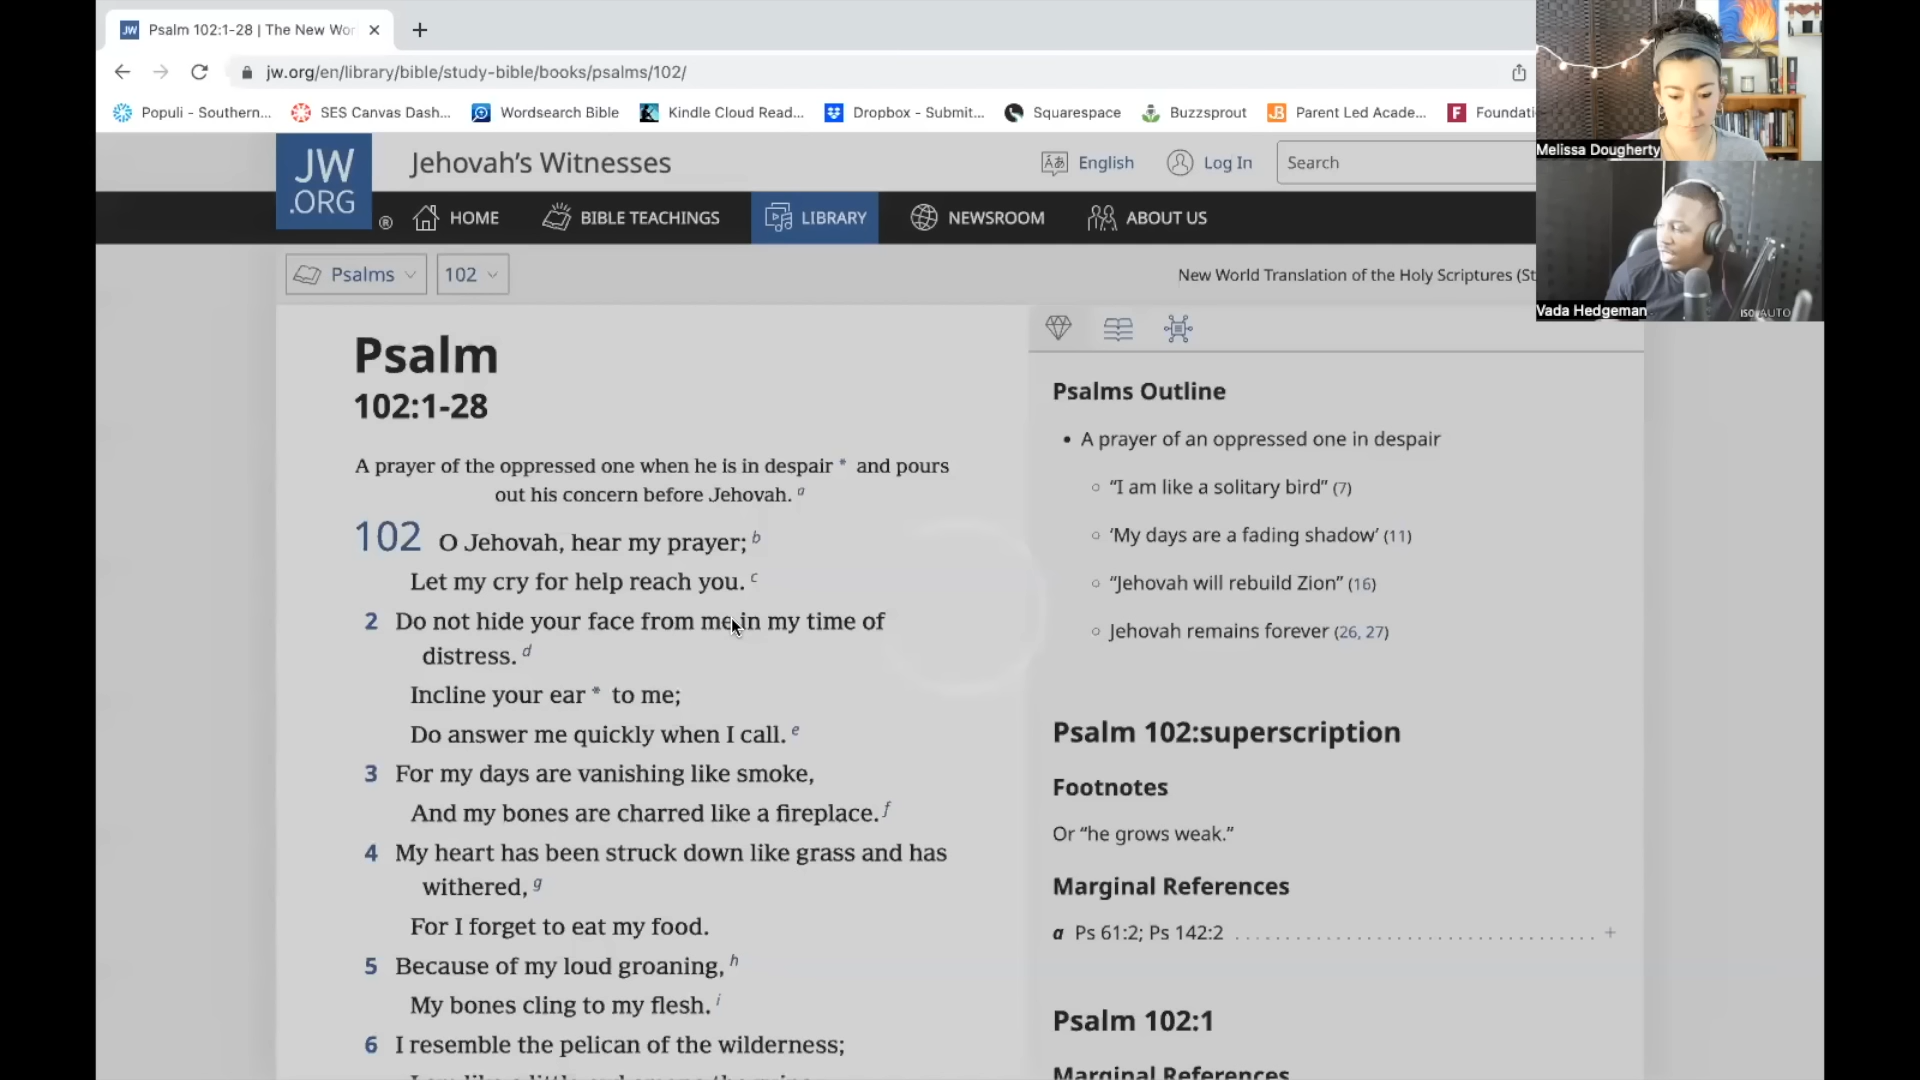 Psalm 102:1-28 | The New Wor
jw.org/en/library/bible/study-bible/books/psalms/102/
Populi - Southern... SES Canvas Dash... Wordsearch Bible Kindle Cloud Read... Dropbox - Submit... Squarespace Buzzsprout Parent Led Acade... Foundati
JW
.ORG
®
Jehovah's Witnesses
English Log In Search
HOME BIBLE TEACHINGS LIBRARY NEWSROOM ABOUT US
Psalms 102
New World Translation of the Holy Scriptures (St
Melissa Dougherty
Vada Hedgeman
ISO AUTO
Psalm
102:1-28
A prayer of the oppressed one when he is in despair * and pours
out his concern before Jehovah. a
102 O Jehovah, hear my prayer; b
Let my cry for help reach you. c
2 Do not hide your face from me in my time of
distress. d
Incline your ear * to me;
Do answer me quickly when I call. e
3 For my days are vanishing like smoke,
And my bones are charred like a fireplace. f
4 My heart has been struck down like grass and has
withered, g
For I forget to eat my food.
5 Because of my loud groaning, h
My bones cling to my flesh. i
6 I resemble the pelican of the wilderness;
Psalms Outline
• A prayer of an oppressed one in despair
○ “I am like a solitary bird” (7)
○ ‘My days are a fading shadow’ (11)
○ “Jehovah will rebuild Zion” (16)
○ Jehovah remains forever (26, 27)
Psalm 102:superscription
Footnotes
Or “he grows weak.”
Marginal References
a Ps 61:2; Ps 142:2 ........ +
Psalm 102:1
Marginal References